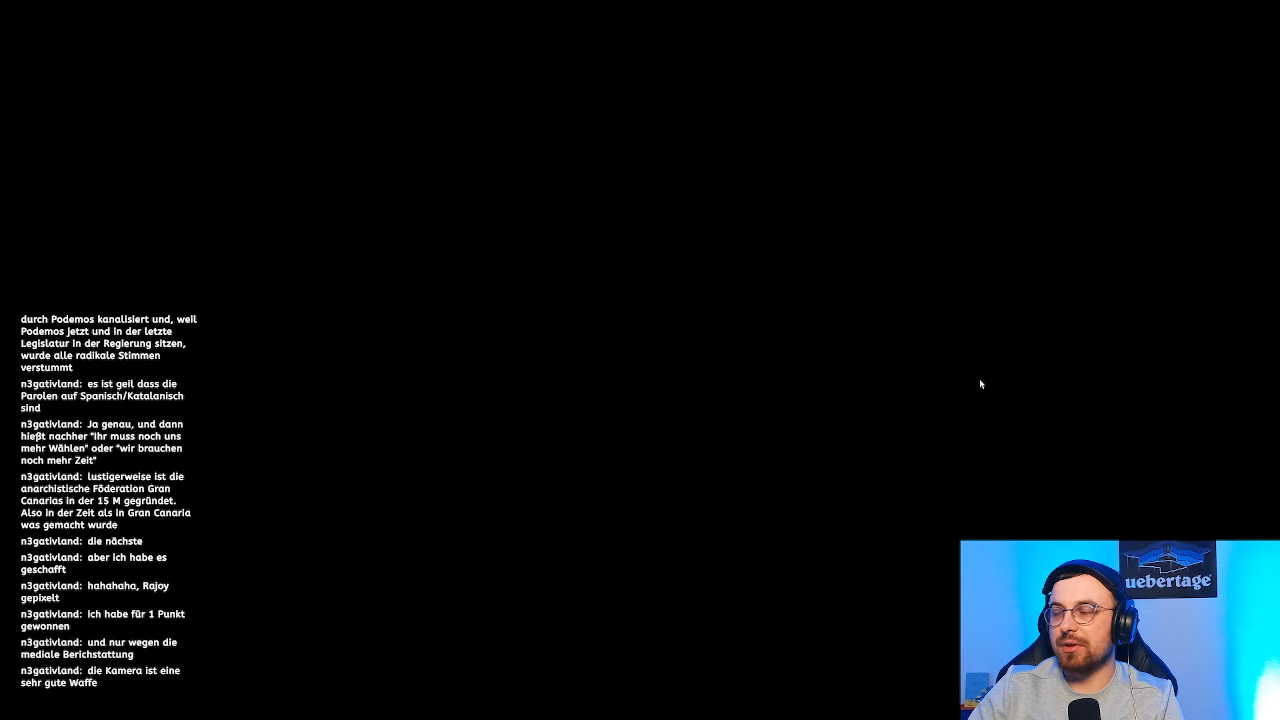 durch Podemos kanalisiert und, weil
Podemos jetzt und in der letzte
Legislatur in der Regierung sitzen,
wurde alle radikale Stimmen
verstummt
n3gativland: es ist geil dass die
Parolen auf Spanisch/Katalanisch
sind
n3gativland: Ja genau, und dann
hießt nachher "Ihr muss noch uns
mehr Wählen" oder "wir brauchen
noch mehr Zeit"
n3gativland: lustigerweise ist die
anarchistische Föderation Gran
Canarias in der 15 M gegründet.
Also in der Zeit als in Gran Canaria
was gemacht wurde
n3gativland: die nächste
n3gativland: aber ich habe es
geschafft
n3gativland: hahahaha, Rajoy
gepixelt
n3gativland: ich habe für 1 Punkt
gewonnen
n3gativland: und nur wegen die
mediale Berichstattung
n3gativland: die Kamera ist eine
sehr gute Waffe
uebertage